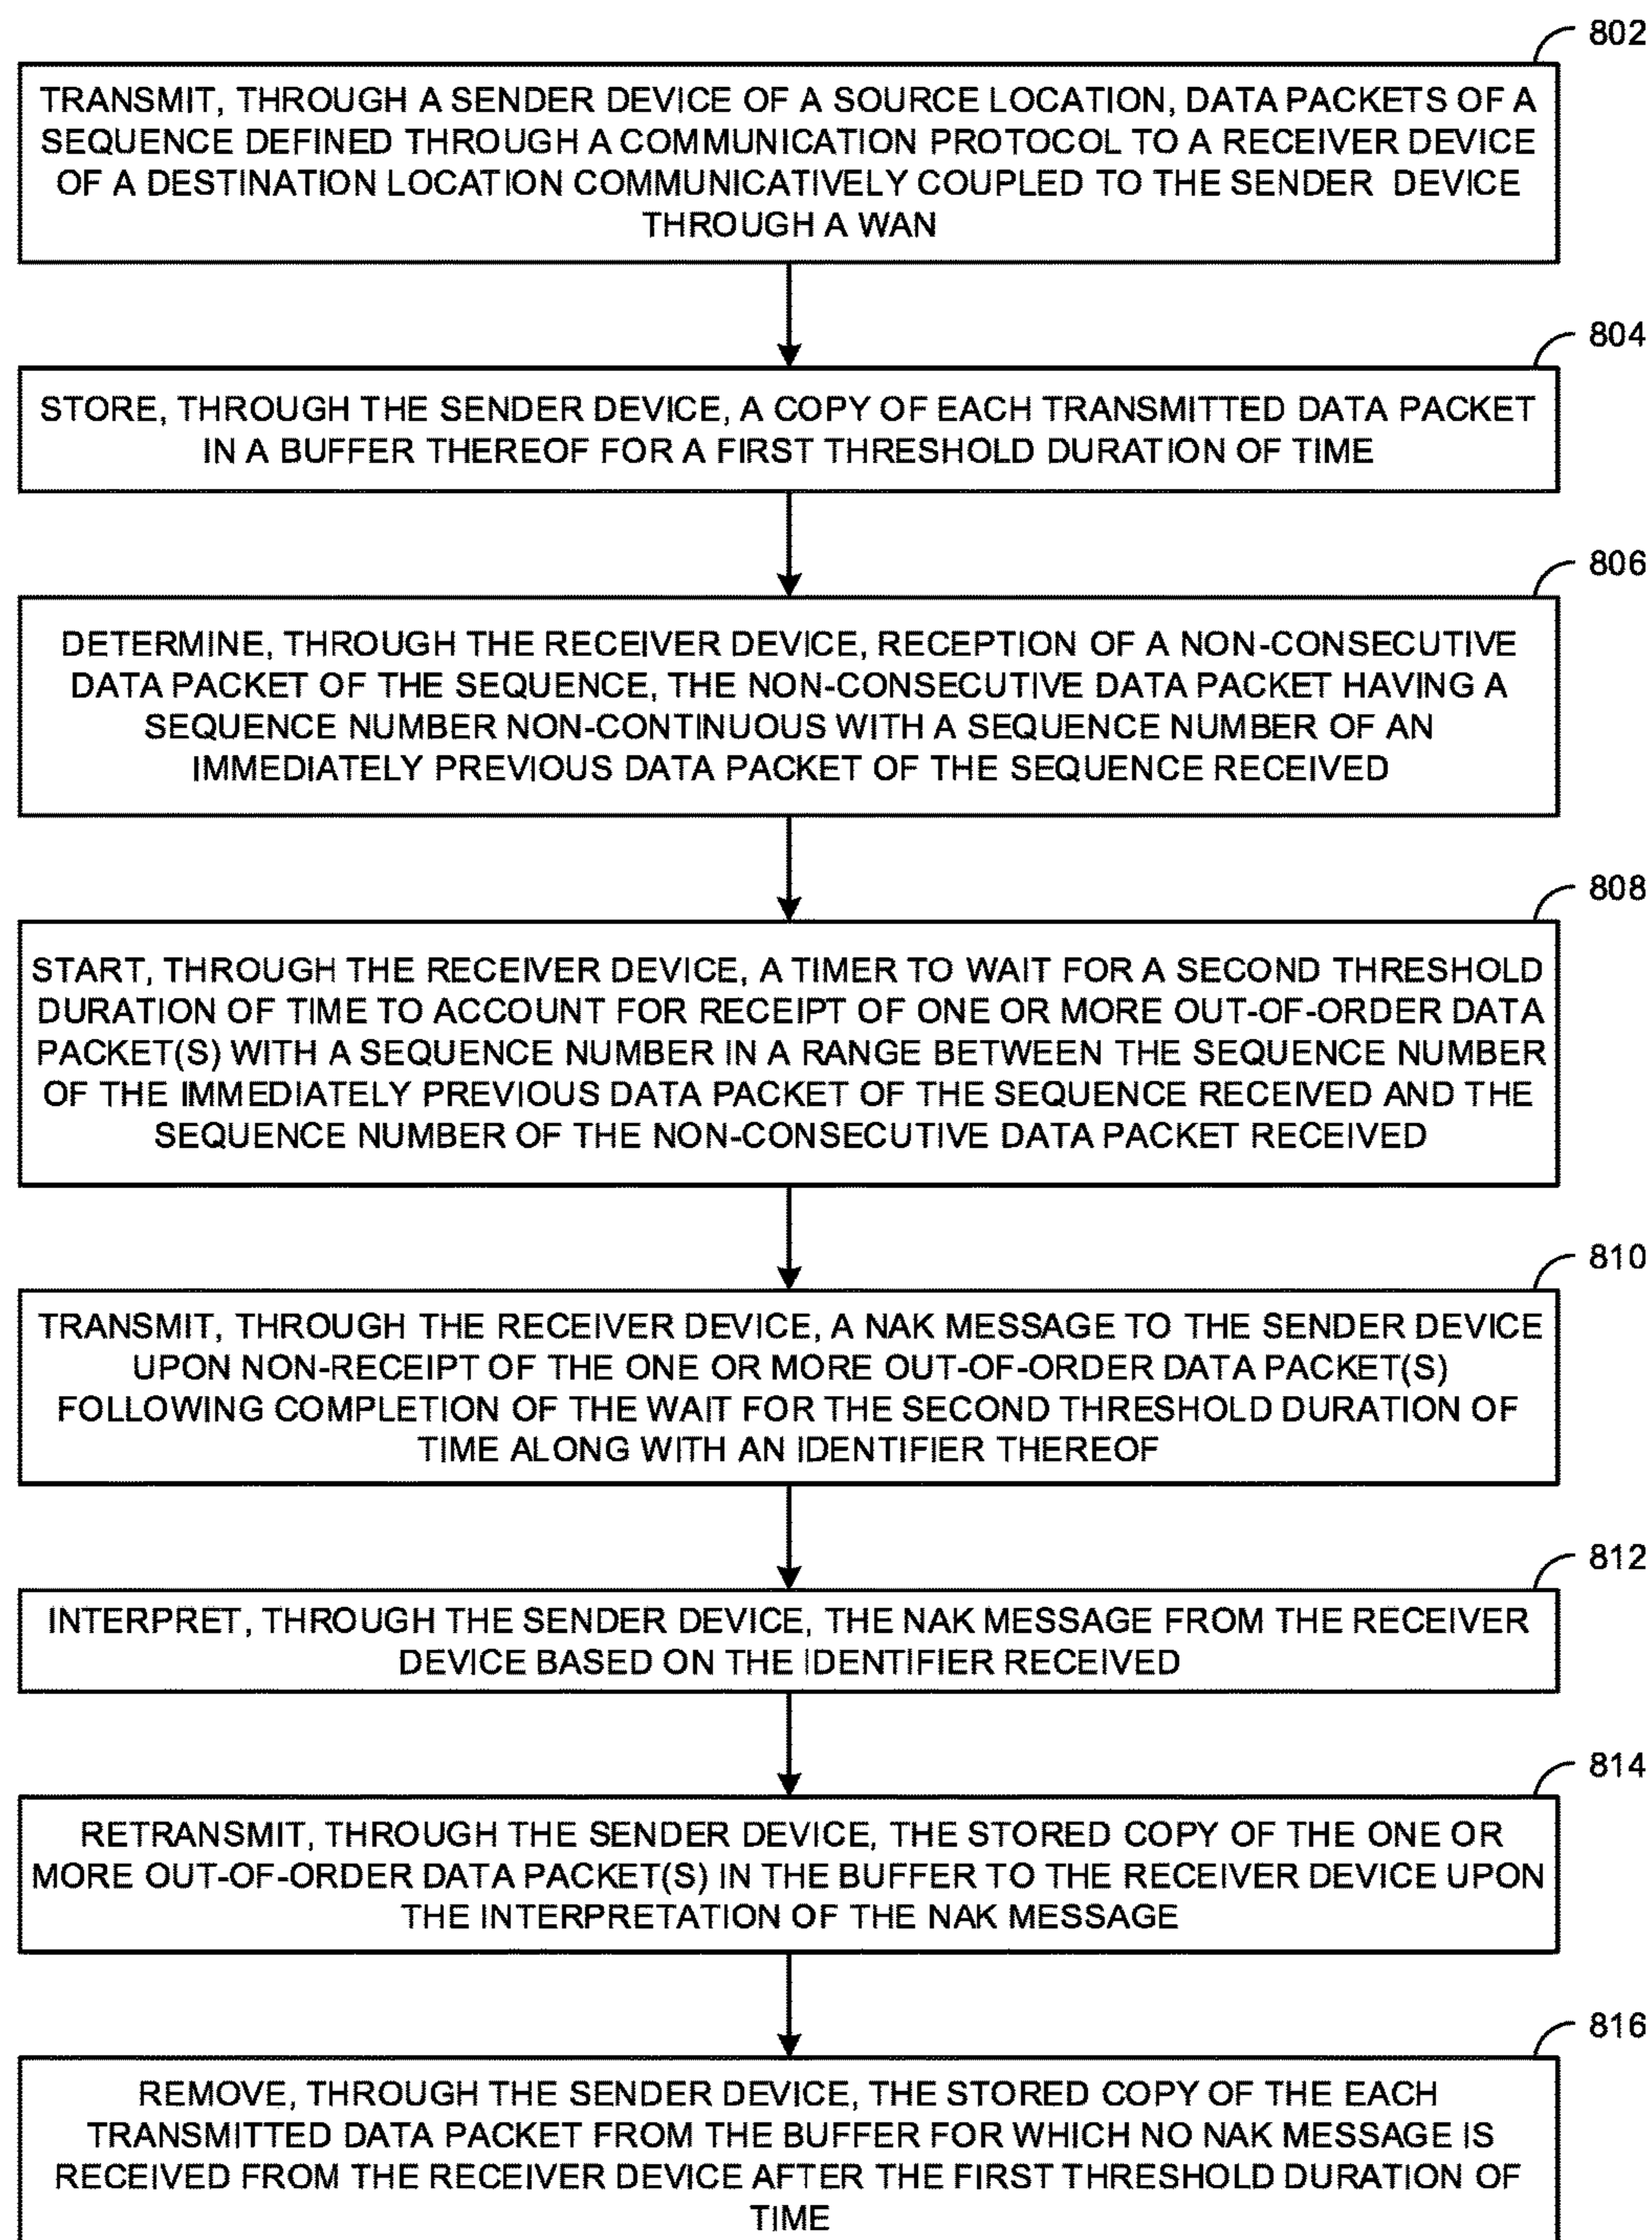 802
TRANSMIT, THROUGH A SENDER DEVICE OF A SOURCE LOCATION, DATA PACKETS OF A
SEQUENCE DEFINED THROUGH A COMMUNICATION PROTOCOL TO A RECEIVER DEVICE
OF A DESTINATION LOCATION COMMUNICATIVELY COUPLED TO THE SENDER DEVICE
THROUGH A WAN
804
STORE, THROUGH THE SENDER DEVICE, A COPY OF EACH TRANSMITTED DATA PACKET
IN A BUFFER THEREOF FOR A FIRST THRESHOLD DURATION OF TIME
806
DETERMINE, THROUGH THE RECEIVER DEVICE, RECEPTION OF A NON-CONSECUTIVE
DATA PACKET OF THE SEQUENCE, THE NON-CONSECUTIVE DATA PACKET HAVING A
SEQUENCE NUMBER NON-CONTINUOUS WITH A SEQUENCE NUMBER OF AN
IMMEDIATELY PREVIOUS DATA PACKET OF THE SEQUENCE RECEIVED
808
START, THROUGH THE RECEIVER DEVICE, A TIMER TO WAIT FOR A SECOND THRESHOLD
DURATION OF TIME TO ACCOUNT FOR RECEIPT OF ONE OR MORE OUT-OF-ORDER DATA
PACKET(S) WITH A SEQUENCE NUMBER IN A RANGE BETWEEN THE SEQUENCE NUMBER
OF THE IMMEDIATELY PREVIOUS DATA PACKET OF THE SEQUENCE RECEIVED AND THE
SEQUENCE NUMBER OF THE NON-CONSECUTIVE DATA PACKET RECEIVED
810
TRANSMIT, THROUGH THE RECEIVER DEVICE, A NAK MESSAGE TO THE SENDER DEVICE
UPON NON-RECEIPT OF THE ONE OR MORE OUT-OF-ORDER DATA PACKET(S)
FOLLOWING COMPLETION OF THE WAIT FOR THE SECOND THRESHOLD DURATION OF
TIME ALONG WITH AN IDENTIFIER THEREOF
812
INTERPRET, THROUGH THE SENDER DEVICE, THE NAK MESSAGE FROM THE RECEIVER
DEVICE BASED ON THE IDENTIFIER RECEIVED
814
RETRANSMIT, THROUGH THE SENDER DEVICE, THE STORED COPY OF THE ONE OR
MORE OUT-OF-ORDER DATA PACKET(S) IN THE BUFFER TO THE RECEIVER DEVICE UPON
THE INTERPRETATION OF THE NAK MESSAGE
816
REMOVE, THROUGH THE SENDER DEVICE, THE STORED COPY OF THE EACH
TRANSMITTED DATA PACKET FROM THE BUFFER FOR WHICH NO NAK MESSAGE IS
RECEIVED FROM THE RECEIVER DEVICE AFTER THE FIRST THRESHOLD DURATION OF
TIME